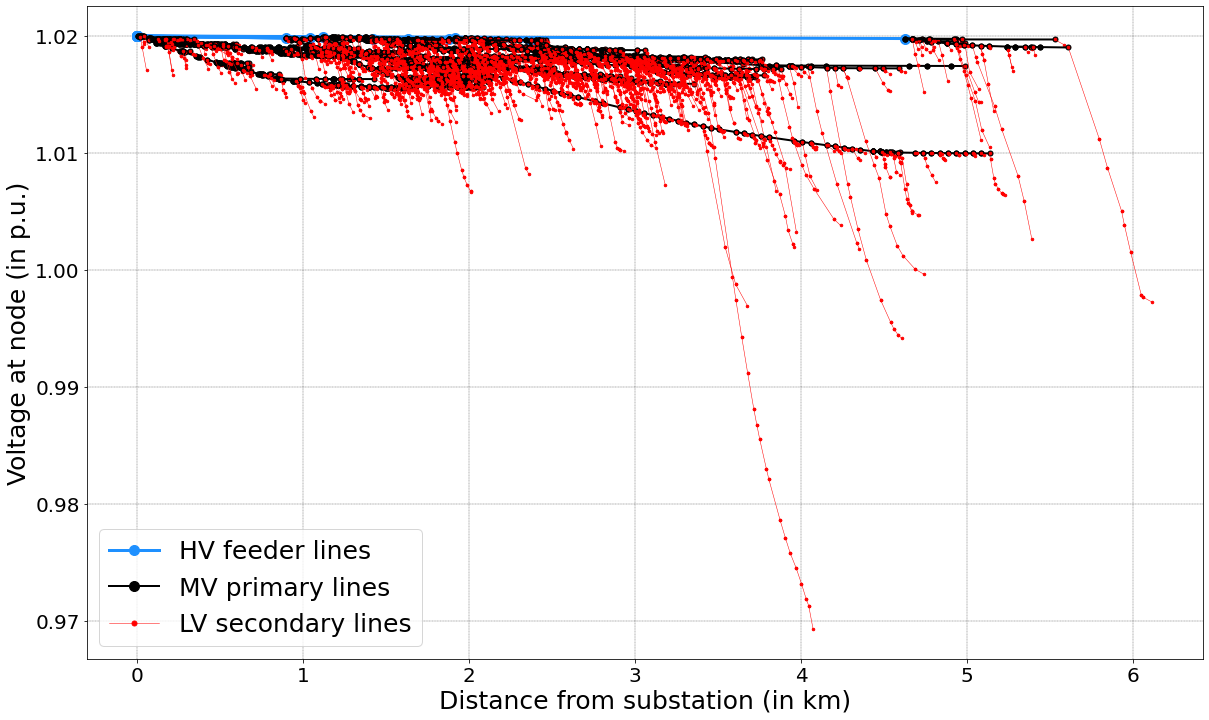 1.02
1.01
1.00
0.99
0.98
0.97
Voltage at node (in p.u.)
HV feeder lines
MV primary lines
LV secondary lines
0 1 2 3 4 5 6
Distance from substation (in km)